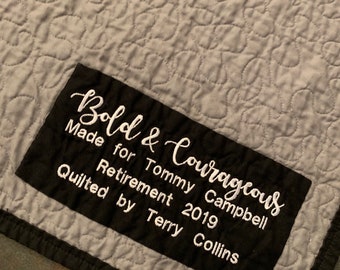 Bold & Courageous
Made for Tommy Campbell
Retirement 2019
Quilted by Terry Collins